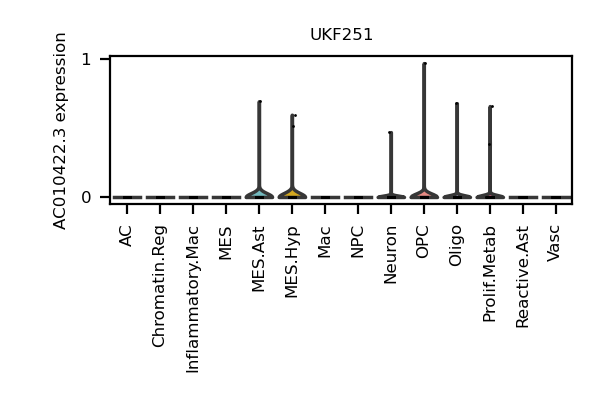 UKF251
AC010422.3 expression
1
0
AC
Chromatin.Reg
Inflammatory.Mac
MES
MES.Ast
MES.Hyp
Mac
NPC
Neuron
OPC
Oligo
Prolif.Metab
Reactive.Ast
Vasc